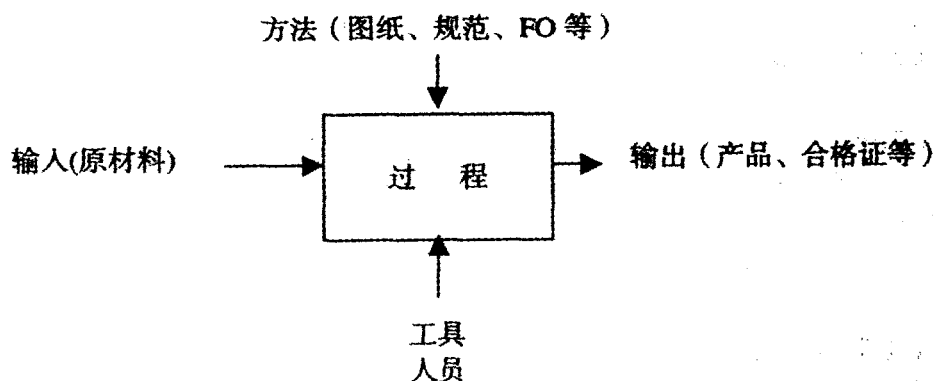 方法（图纸、规范、FO 等）
输入(原材料)
过 程
输出（产品、合格证等）
工具
人员